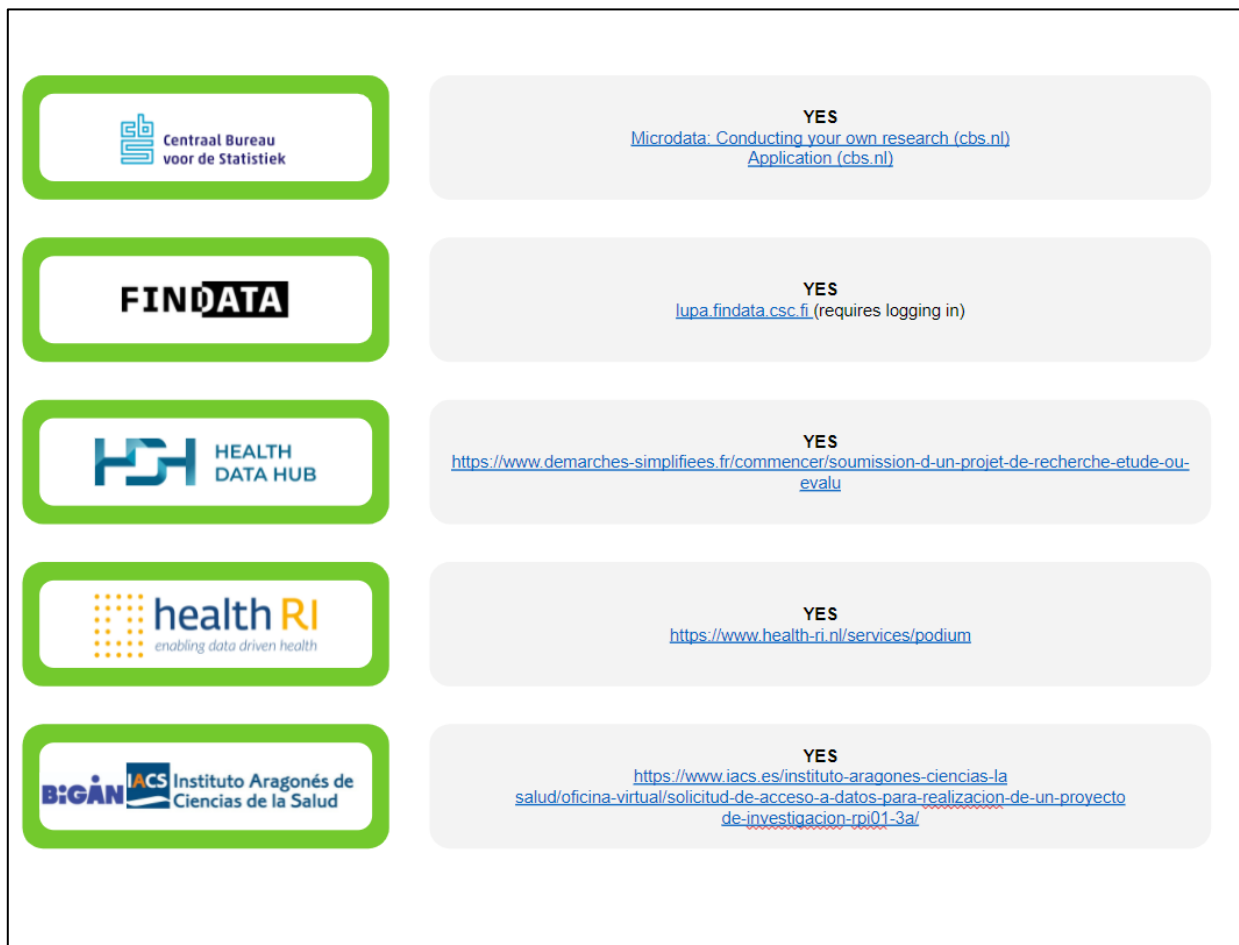 Centraal Bureau
voor de Statistiek
YES
Microdata: Conducting your own research (cbs.nl)
Application (cbs.nl)
FINDATA
YES
lupa.findata.csc.fi (requires logging in)
HDH HEALTH
DATA HUB
YES
https://www.demarches-simplifiees.fr/commencer/soumission-d-un-projet-de-recherche-etude-ou-
evalu
health RI
enabling data driven health
YES
https://www.health-ri.nl/services/podium
BIGÀN IACS Instituto Aragonés de
Ciencias de la Salud
YES
https://www.iacs.es/instituto-aragones-ciencias-la
salud/oficina-virtual/solicitud-de-acceso-a-datos-para-realizacion-de-un-proyecto
de-investigacion-rpi01-3a/